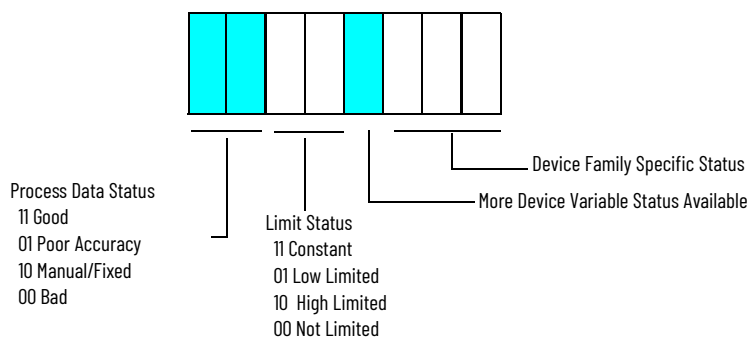 Device Family Specific Status
More Device Variable Status Available
Process Data Status
11 Good
01 Poor Accuracy
10 Manual/Fixed
00 Bad
Limit Status
11 Constant
01 Low Limited
10 High Limited
00 Not Limited